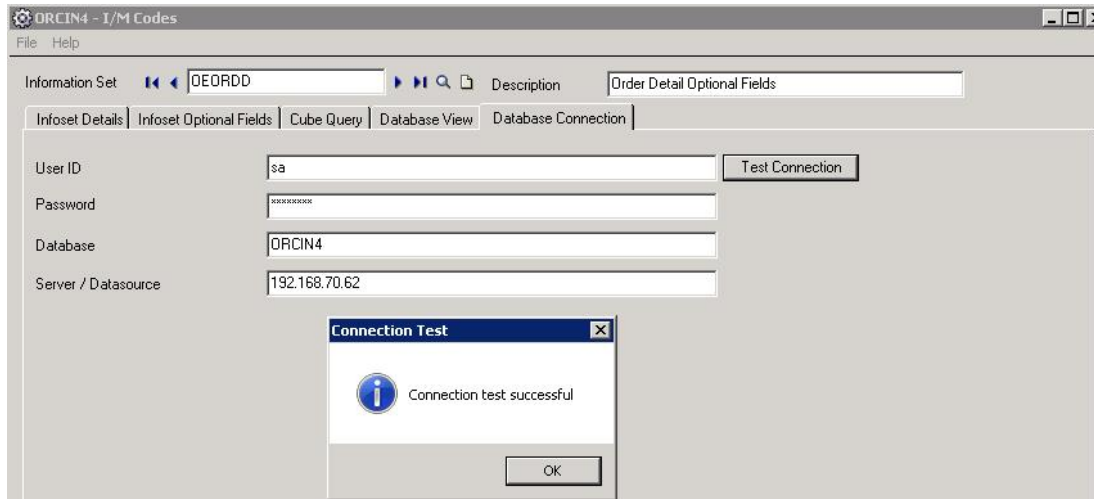 ORCIN4 - I/M Codes
File Help
Information Set OEORDD Description Order Detail Optional Fields
Infoset Details Infoset Optional Fields Cube Query Database View Database Connection
User ID sa Test Connection
Password xxxxxxxx
Database ORCIN4
Server / Datasource 192.168.70.62
Connection Test
Connection test successful
OK